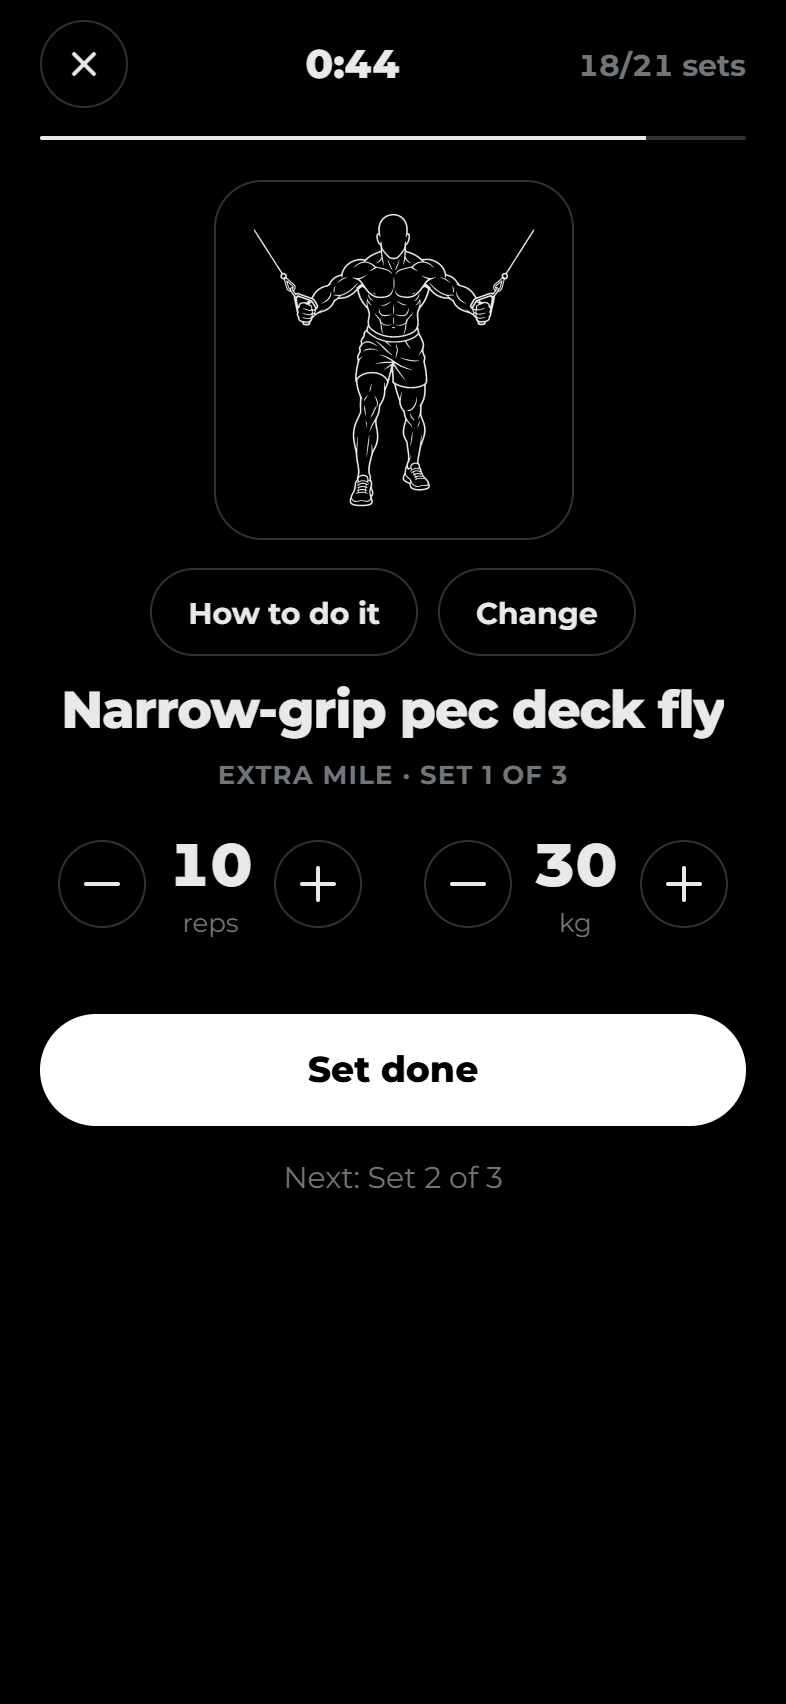 0:44
18/21 sets
How to do it
Change
Narrow-grip pec deck fly
EXTRA MILE · SET 1 OF 3
10
reps
30
kg
Set done
Next: Set 2 of 3